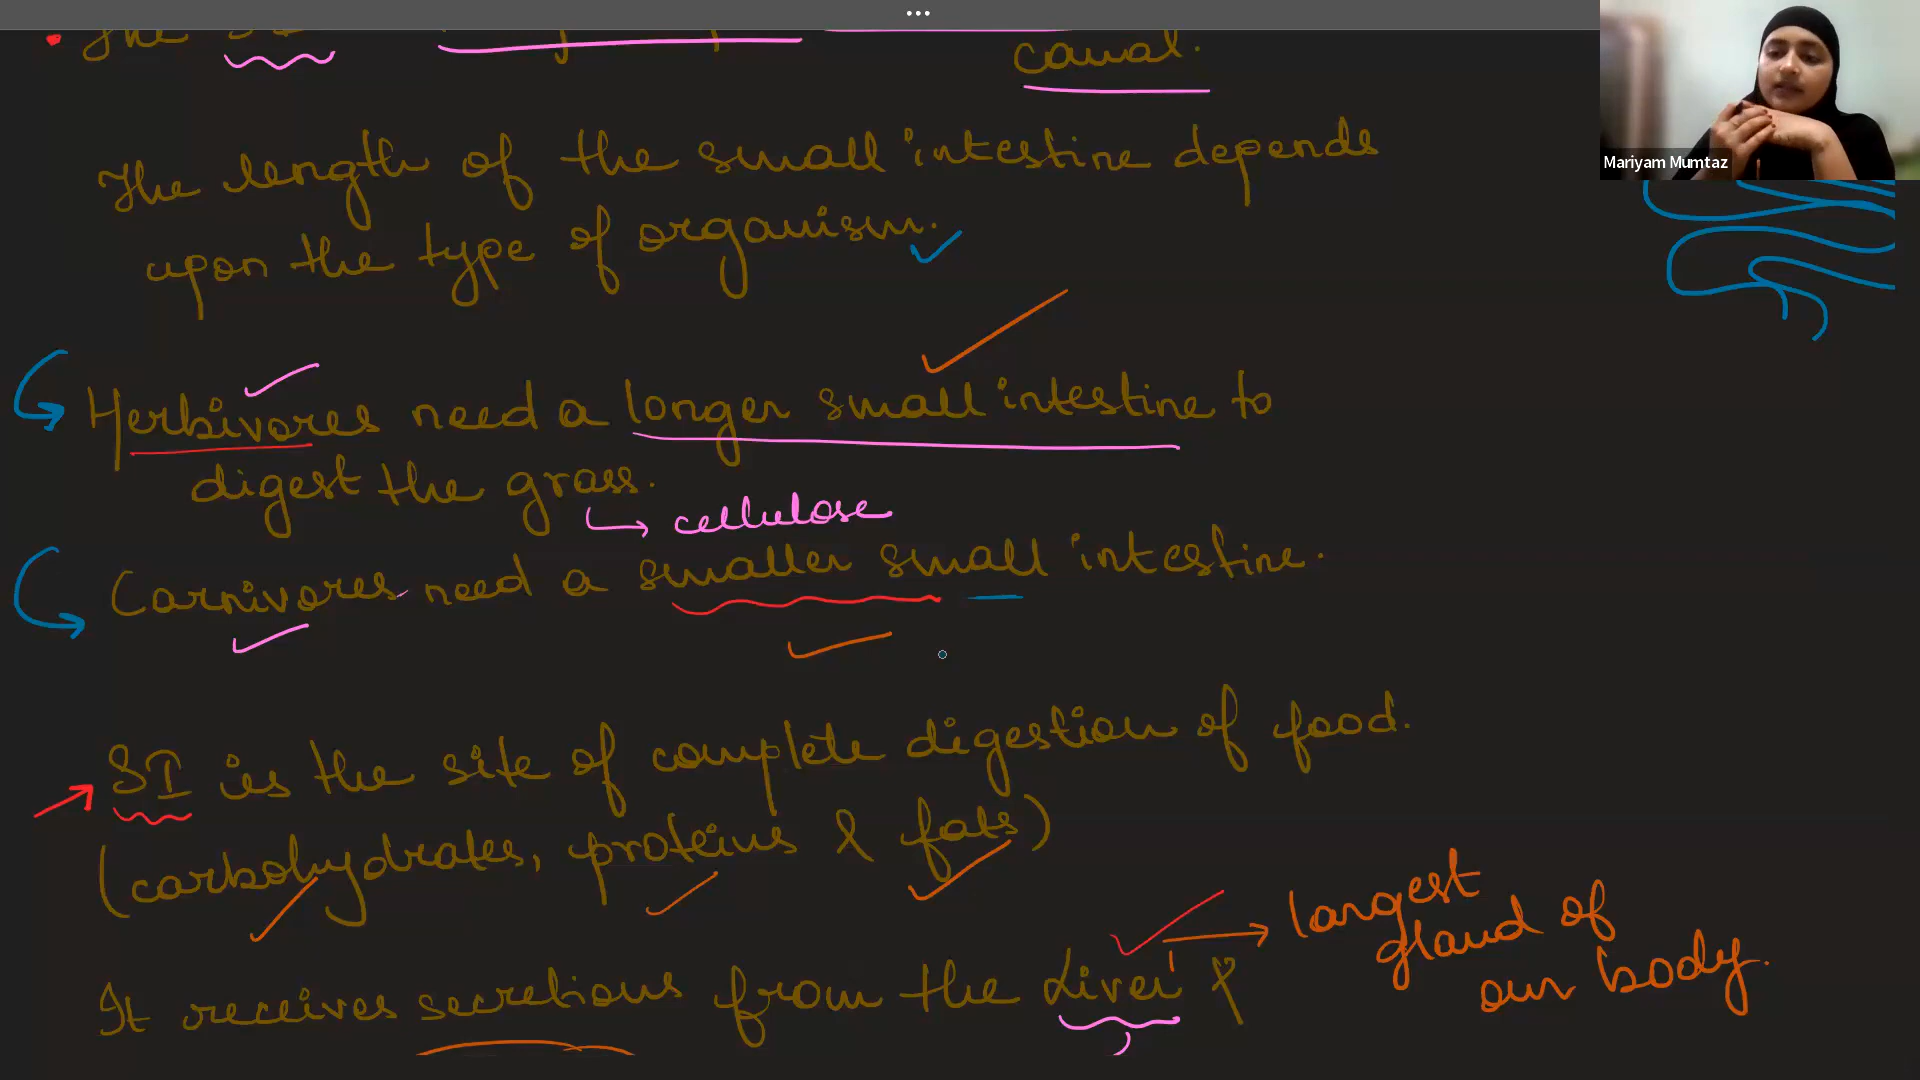 The
canal.
Mariyam Mumtaz
The length of the small intestine depends
upon the type of organism.
Herbivores need a longer small intestine to
digest the grass.
cellulose
Carnivores need a smaller small intestine.
SI is the site of complete digestion of food.
(carbohydrates, proteins & fats)
largest
gland of
our body.
It receives secretions from the Liver &